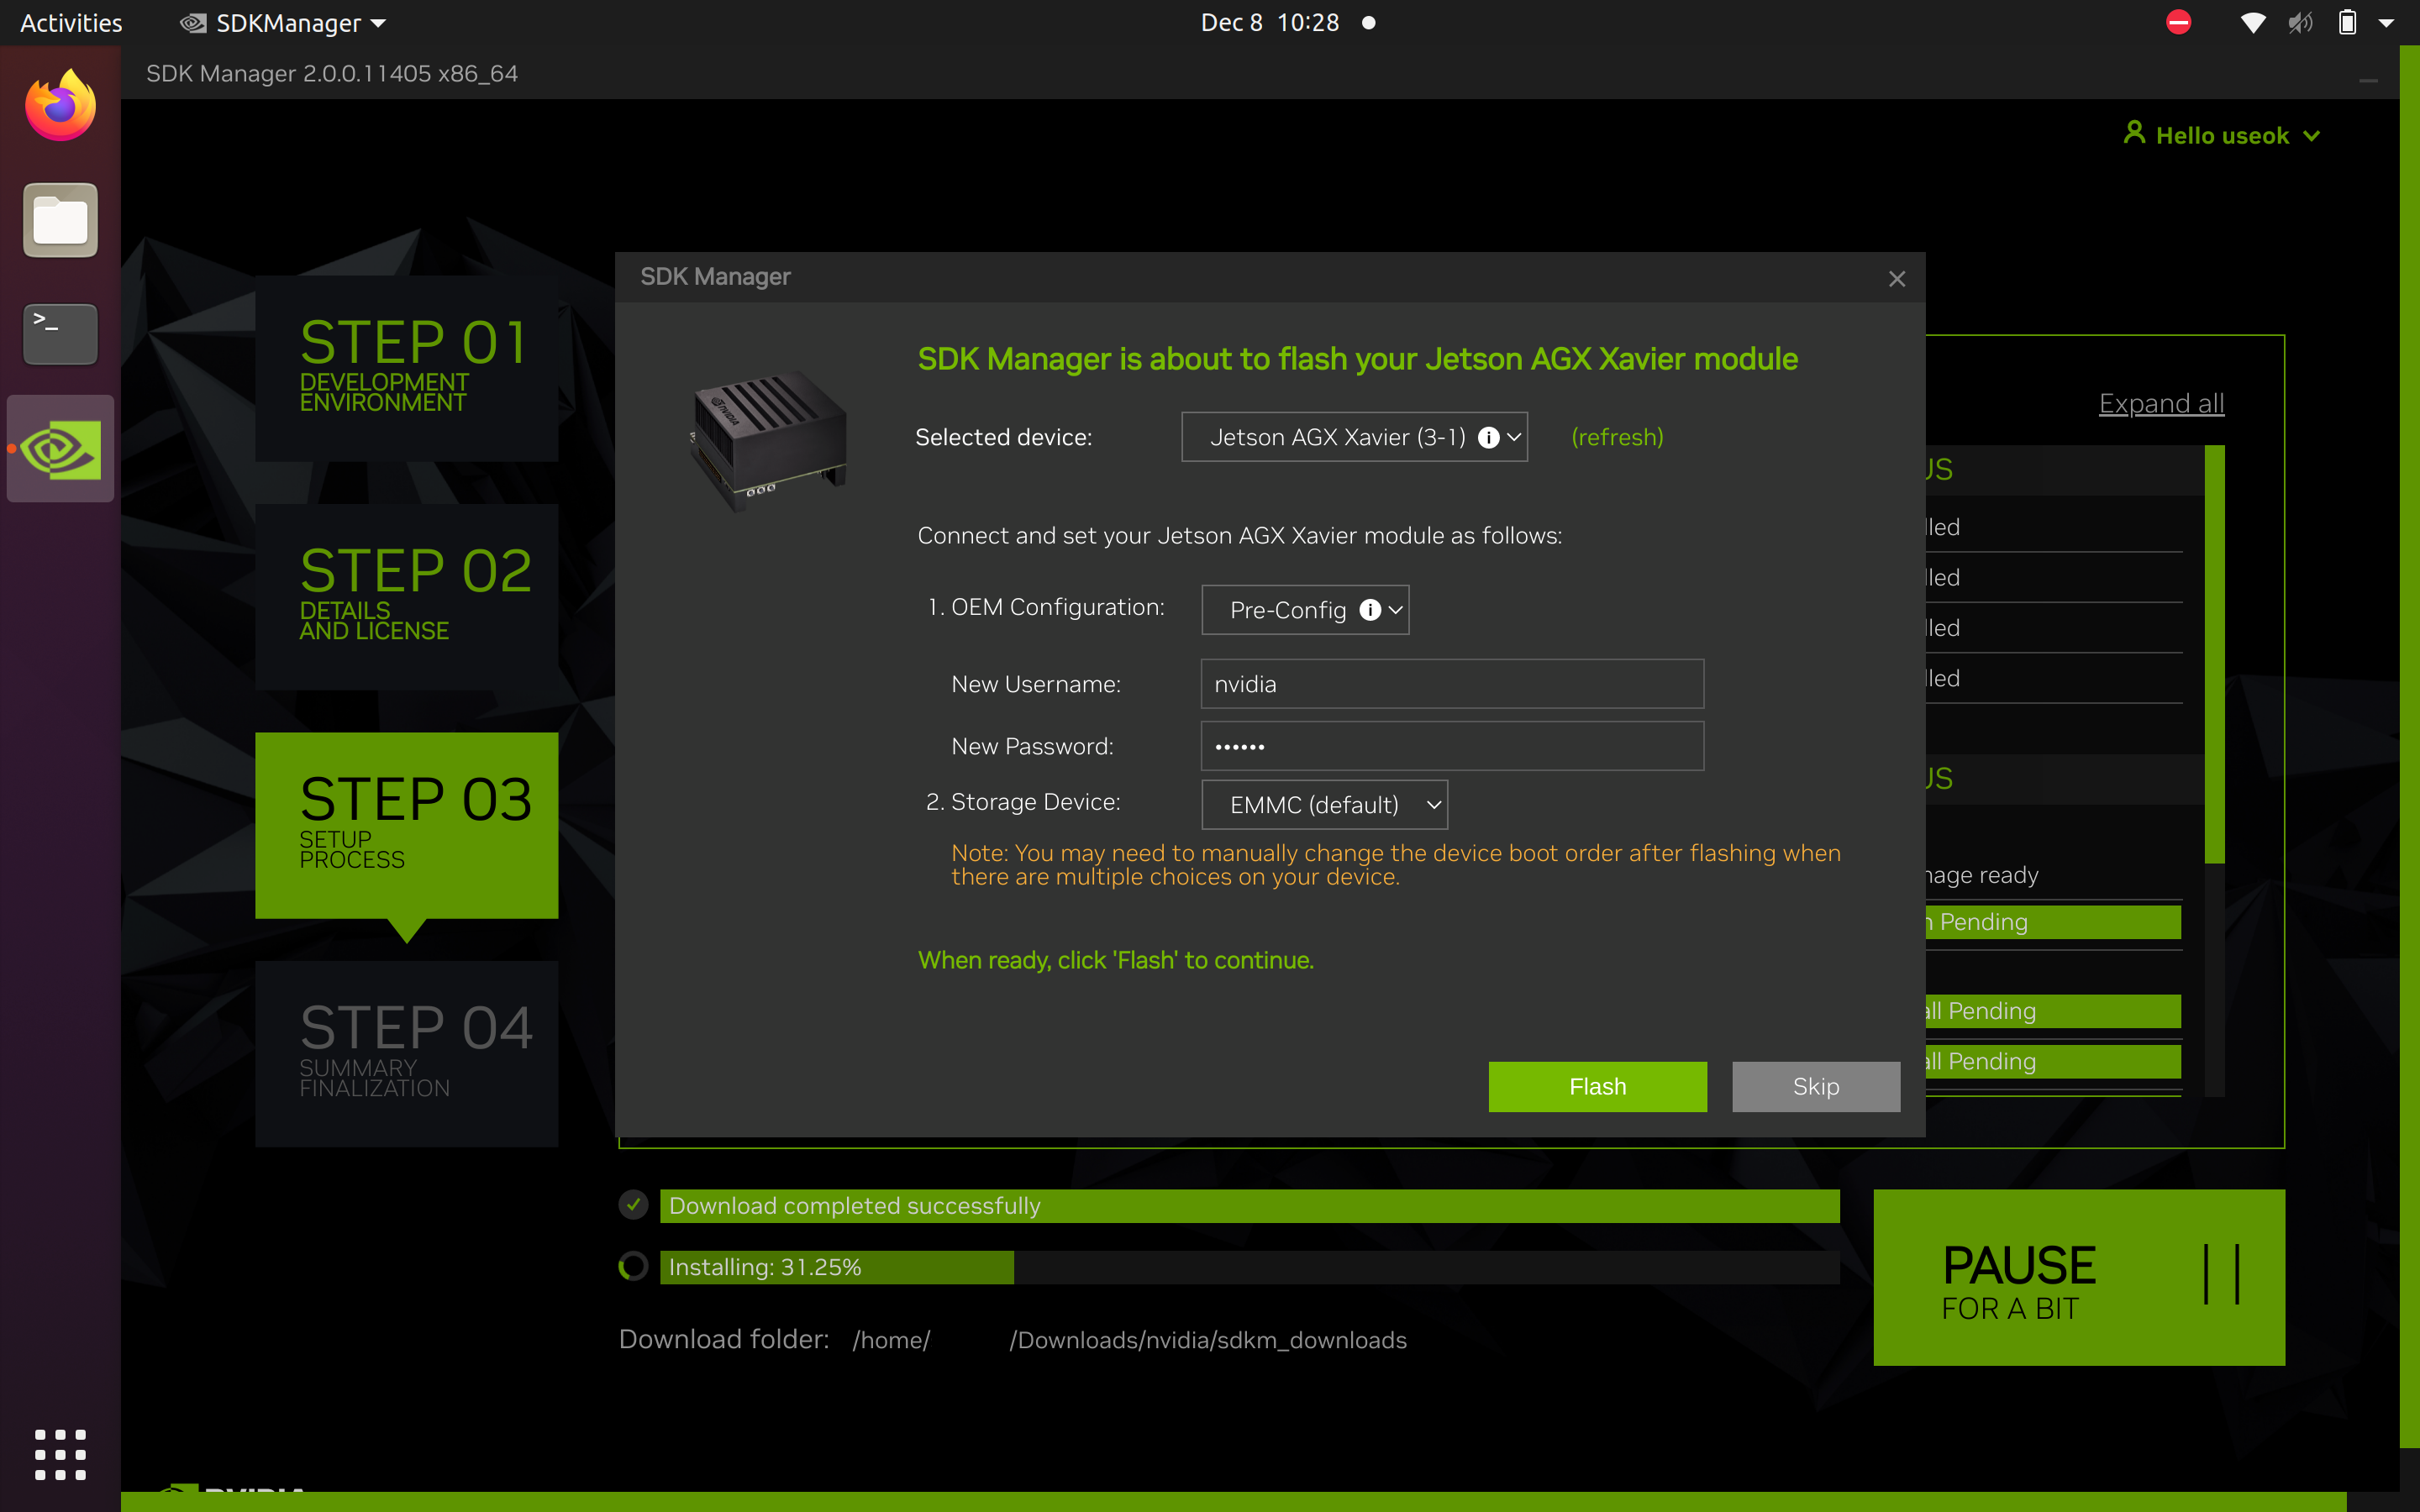 Activities
SDKManager
Dec 8 10:28
SDK Manager 2.0.0.11405 x86_64
Hello useok
STEP 01
DEVELOPMENT
ENVIRONMENT
STEP 02
DETAILS
AND LICENSE
STEP 03
SETUP
PROCESS
STEP 04
SUMMARY
FINALIZATION
SDK Manager
SDK Manager is about to flash your Jetson AGX Xavier module
Selected device: Jetson AGX Xavier (3-1) (refresh)
Connect and set your Jetson AGX Xavier module as follows:
1. OEM Configuration: Pre-Config
New Username: nvidia
New Password: ••••••
2. Storage Device: EMMC (default)
Note: You may need to manually change the device boot order after flashing when
there are multiple choices on your device.
When ready, click 'Flash' to continue.
Flash
Skip
Expand all
US
lled
lled
lled
lled
US
nage ready
n Pending
all Pending
all Pending
Download completed successfully
Installing: 31.25%
Download folder: /home/ /Downloads/nvidia/sdkm_downloads
PAUSE
FOR A BIT
NVIDIA